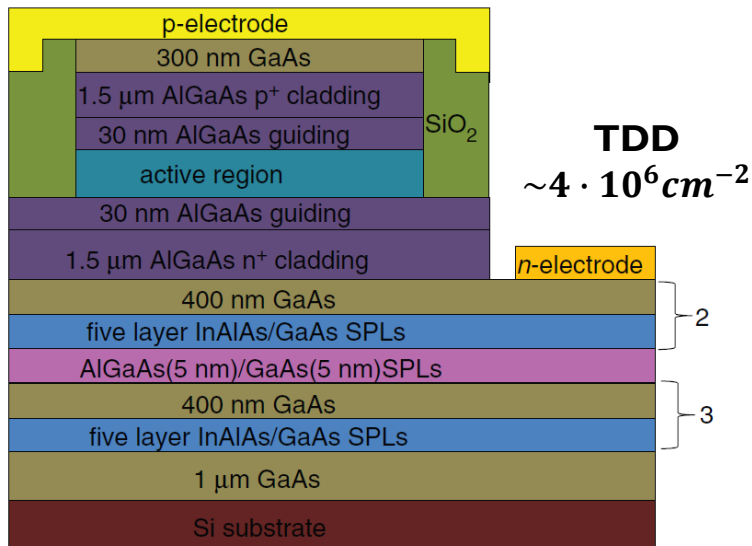 p-electrode
300 nm GaAs
1.5 μm AlGaAs p⁺ cladding
30 nm AlGaAs guiding
SiO₂
active region
TDD
~4 · 10⁶cm⁻²
30 nm AlGaAs guiding
1.5 μm AlGaAs n⁺ cladding
n-electrode
400 nm GaAs
2
five layer InAlAs/GaAs SPLs
AlGaAs(5 nm)/GaAs(5 nm)SPLs
400 nm GaAs
3
five layer InAlAs/GaAs SPLs
1 μm GaAs
Si substrate